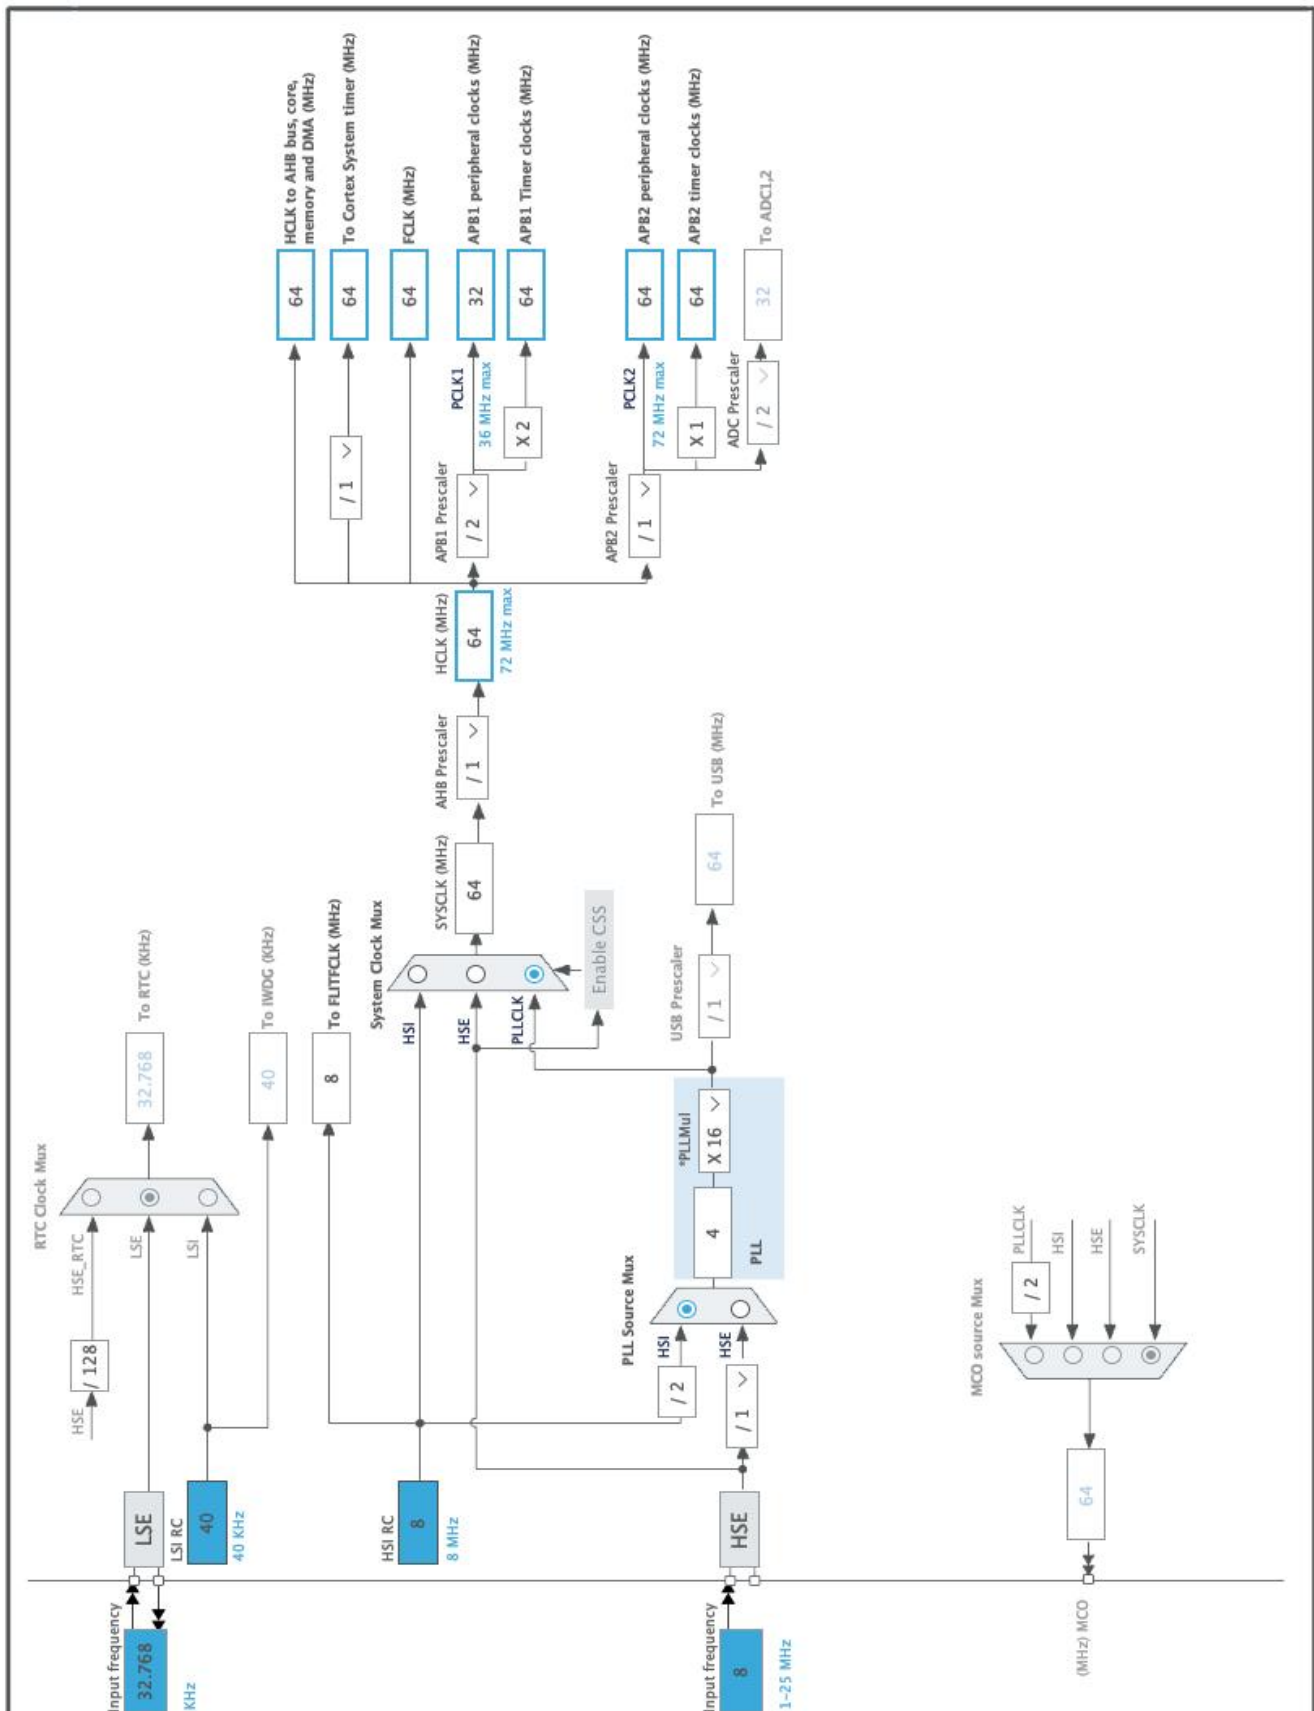 Input frequency
32.768
KHz
LSE
LSI RC
40
40 KHz
HSE
/ 128
HSE_RTC
LSE
LSI
RTC Clock Mux
32.768
To RTC (KHz)
40
To IWDG (KHz)
HSI RC
8
8 MHz
8
To FLITFCLK (MHz)
Input frequency
8
1-25 MHz
HSE
/ 2
HSI
/ 1
HSE
PLL Source Mux
4
*PLLMul
X 16
PLL
USB Prescaler
/ 1
64
To USB (MHz)
System Clock Mux
HSI
HSE
PLLCLK
Enable CSS
SYSCLK (MHz)
64
AHB Prescaler
/ 1
HCLK (MHz)
64
72 MHz max
64
HCLK to AHB bus, core,
memory and DMA (MHz)
/ 1
64
To Cortex System timer (MHz)
64
FCLK (MHz)
APB1 Prescaler
/ 2
PCLK1
36 MHz max
32
APB1 peripheral clocks (MHz)
X 2
64
APB1 Timer clocks (MHz)
APB2 Prescaler
/ 1
PCLK2
72 MHz max
64
APB2 peripheral clocks (MHz)
X 1
64
APB2 timer clocks (MHz)
ADC Prescaler
/ 2
32
To ADC1,2
MCO source Mux
PLLCLK
/ 2
HSI
HSE
SYSCLK
64
(MHz) MCO